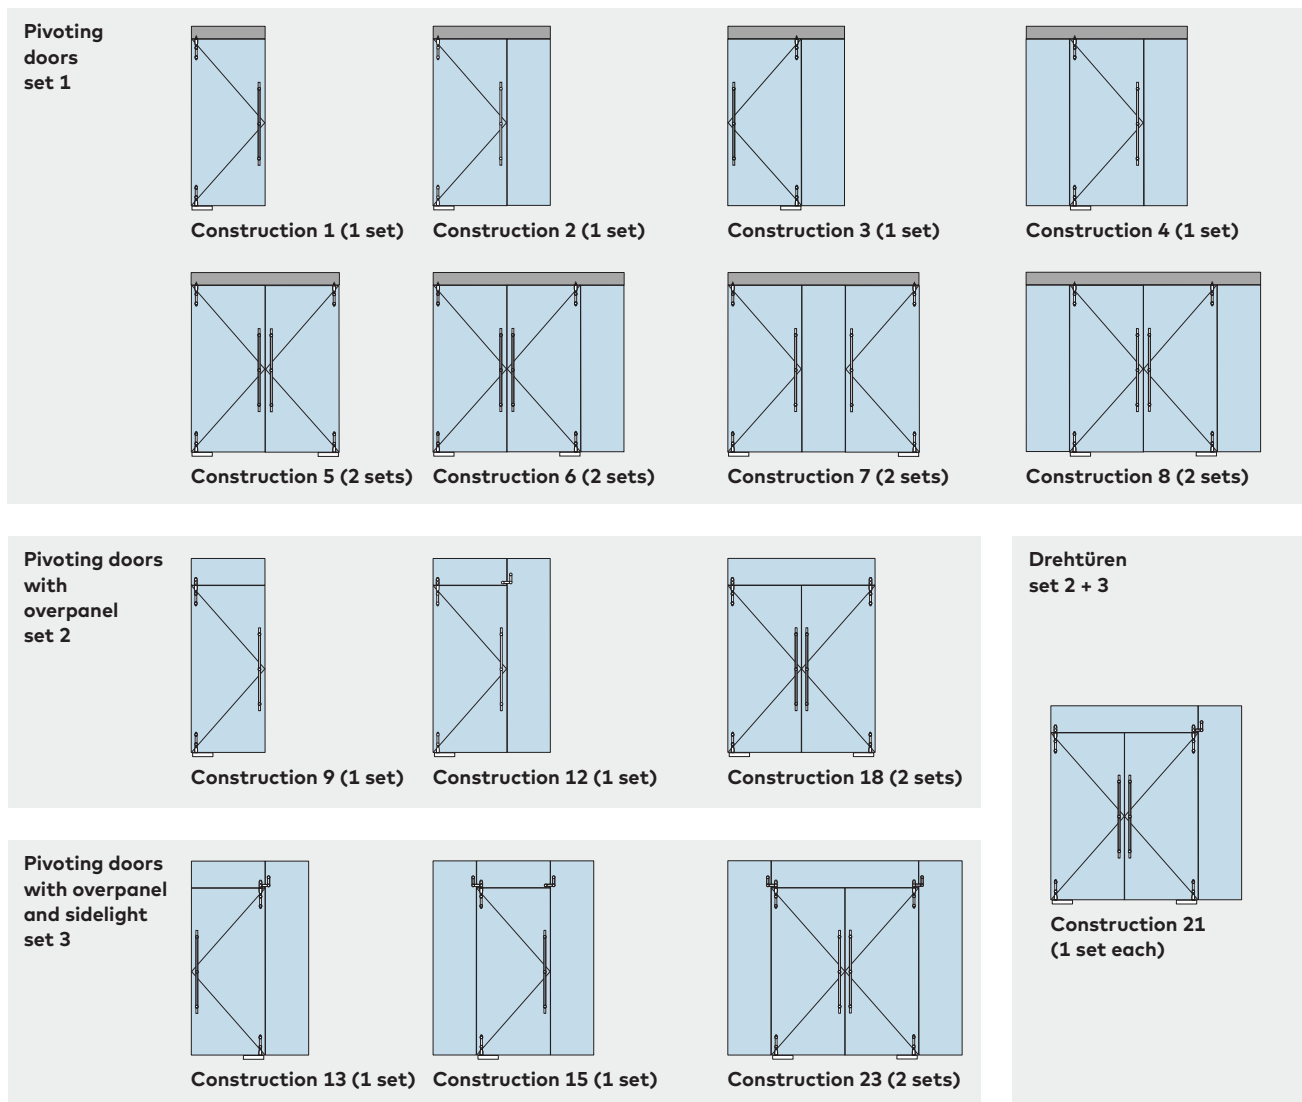 Pivoting
doors
set 1
Construction 1 (1 set)
Construction 2 (1 set)
Construction 3 (1 set)
Construction 4 (1 set)
Construction 5 (2 sets)
Construction 6 (2 sets)
Construction 7 (2 sets)
Construction 8 (2 sets)
Pivoting doors
with
overpanel
set 2
Construction 9 (1 set)
Construction 12 (1 set)
Construction 18 (2 sets)
Drehtüren
set 2 + 3
Construction 21
(1 set each)
Pivoting doors
with overpanel
and sidelight
set 3
Construction 13 (1 set)
Construction 15 (1 set)
Construction 23 (2 sets)